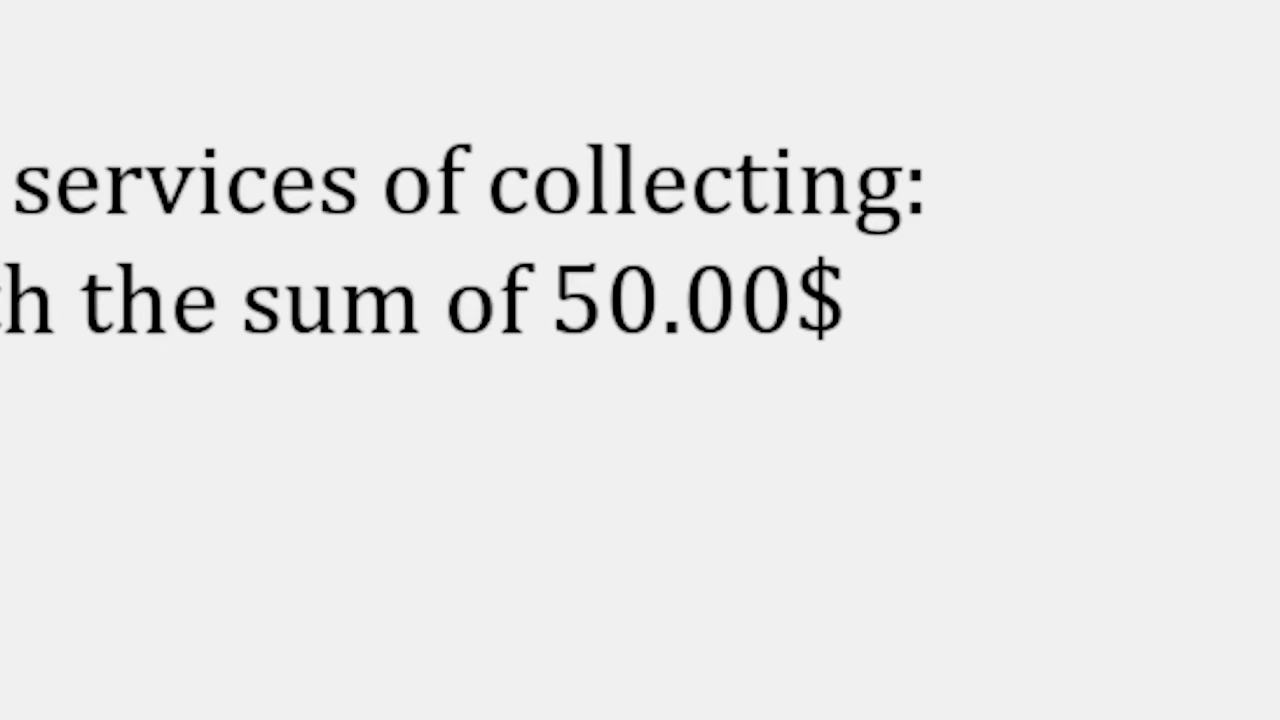 services of collecting:
the sum of 50.00$